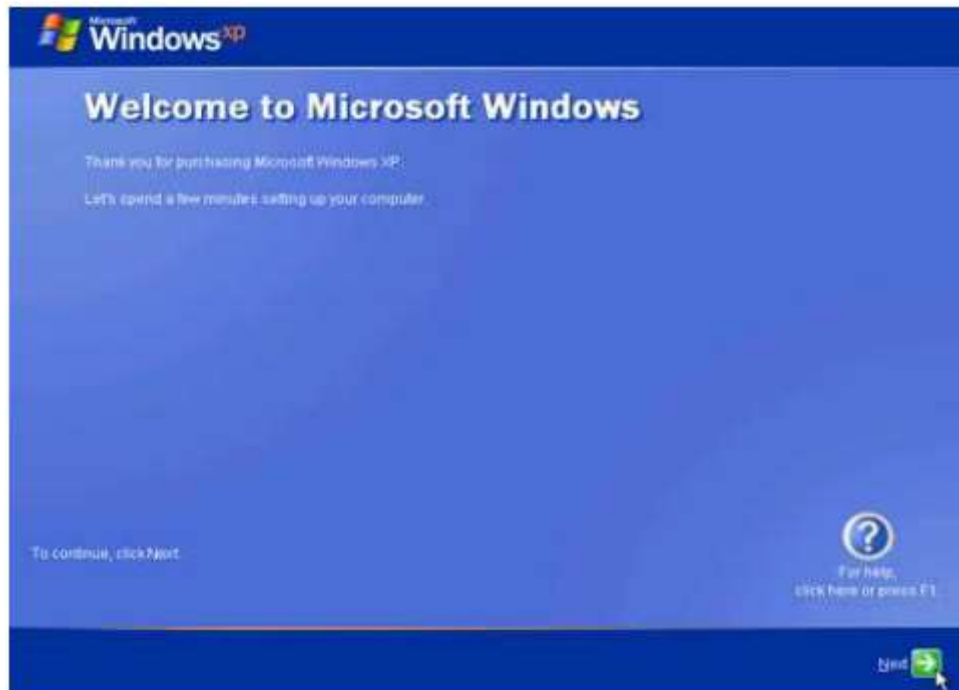 Microsoft
Windows xp
Welcome to Microsoft Windows
Thank you for purchasing Microsoft Windows XP.
Let's spend a few minutes setting up your computer.
To continue, click Next.
For help,
click here or press F1
Next